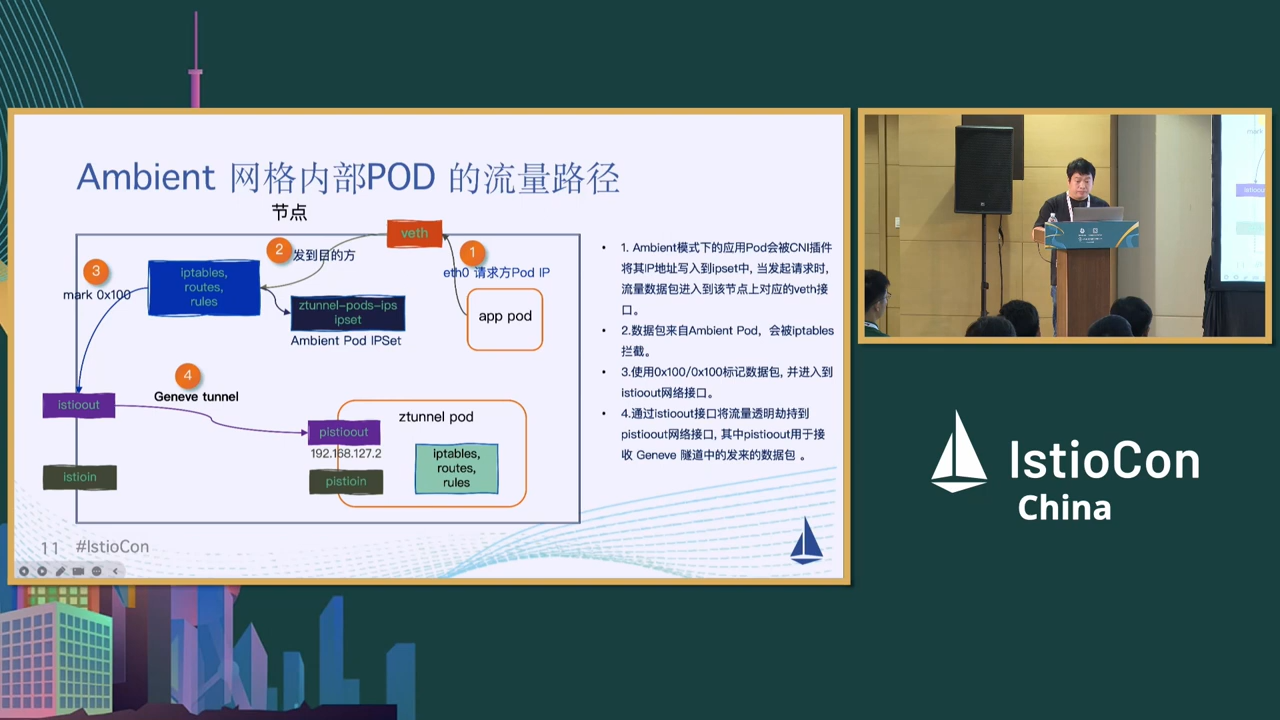 Ambient 网格内部POD 的流量路径
节点
veth
2
发到目的方
1
eth0 请求方Pod IP
3
mark 0x100
iptables,
routes,
rules
ztunnel-pods-ips
ipset
Ambient Pod IPSet
app pod
4
Geneve tunnel
istioout
ztunnel pod
pistioout
192.168.127.2
iptables,
routes,
rules
istioin
pistioin
• 1. Ambient模式下的应用Pod会被CNI插件
将其IP地址写入到ipset中, 当发起请求时,
流量数据包进入到该节点上对应的veth接
口。
• 2.数据包来自Ambient Pod, 会被iptables
拦截。
• 3.使用0x100/0x100标记数据包, 并进入到
istioout网络接口。
• 4.通过istioout接口将流量透明劫持到
pistioout网络接口, 其中pistioout用于接
收 Geneve 隧道中的发来的数据包 。
11 #IstioCon
mark
IstioCon
China